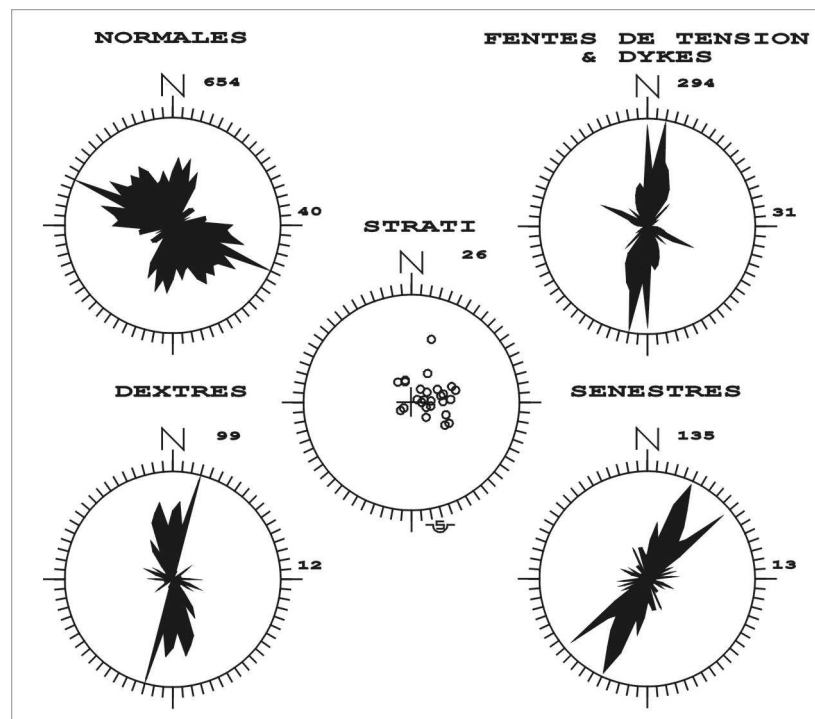 NORMALES
N 654
40
FENTES DE TENSION
& DYKES
N 294
31
STRATI
N 26
S
DEXTRES
N 99
12
SENESTRES
N 135
13